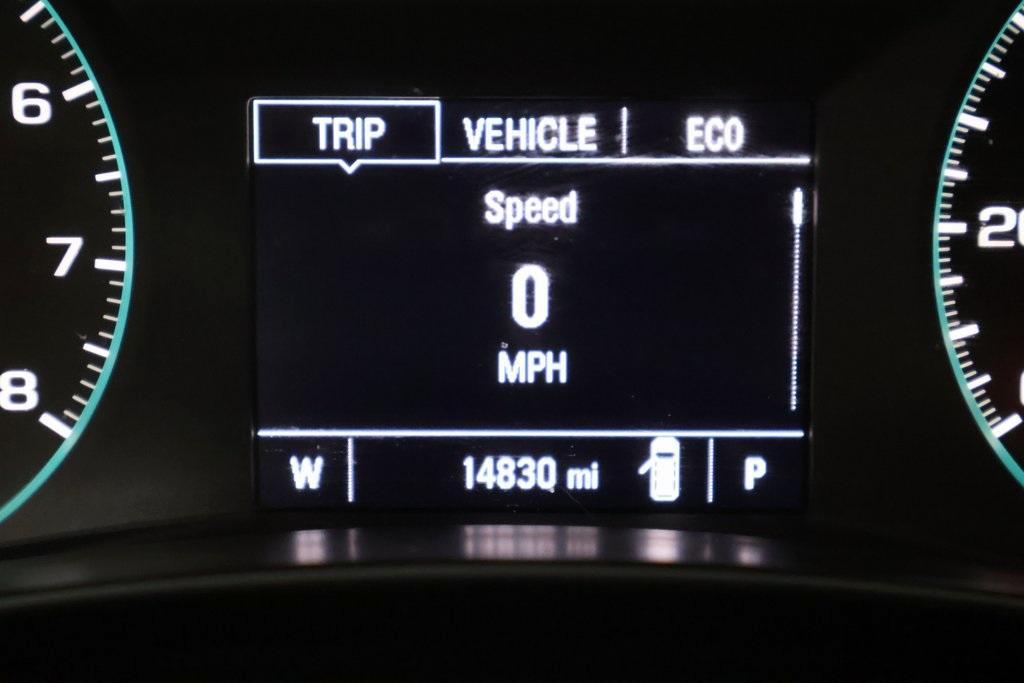 6
7
8
TRIP VEHICLE ECO
Speed
0
MPH
W 14830 mi P